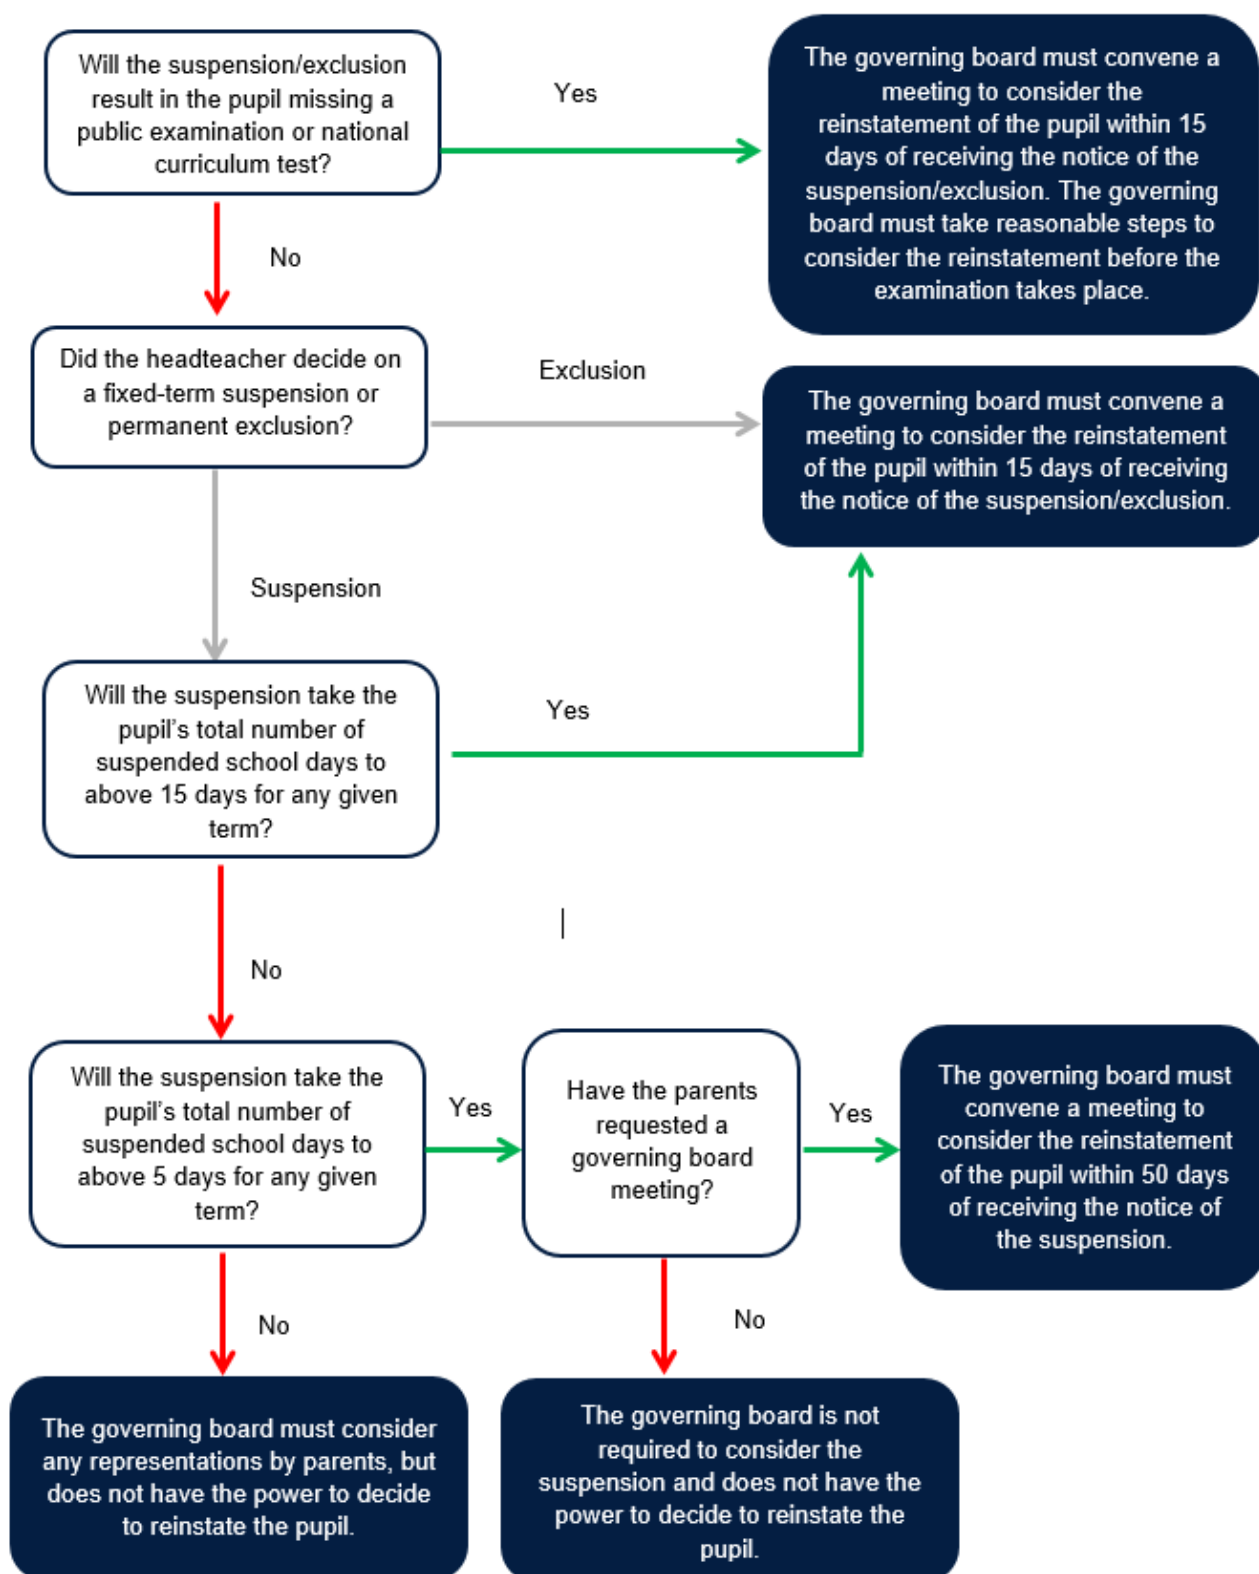 Will the suspension/exclusion
result in the pupil missing a
public examination or national
curriculum test?
Yes
The governing board must convene a
meeting to consider the
reinstatement of the pupil within 15
days of receiving the notice of the
suspension/exclusion. The governing
board must take reasonable steps to
consider the reinstatement before the
examination takes place.
No
Did the headteacher decide on
a fixed-term suspension or
permanent exclusion?
Exclusion
The governing board must convene a
meeting to consider the reinstatement
of the pupil within 15 days of receiving
the notice of the suspension/exclusion.
Suspension
Will the suspension take the
pupil's total number of
suspended school days to
above 15 days for any given
term?
Yes
No
Will the suspension take the
pupil's total number of
suspended school days to
above 5 days for any given
term?
Yes
Have the parents
requested a
governing board
meeting?
Yes
The governing board must
convene a meeting to
consider the reinstatement
of the pupil within 50 days
of receiving the notice of
the suspension.
No
No
The governing board must consider
any representations by parents, but
does not have the power to decide
to reinstate the pupil.
The governing board is not
required to consider the
suspension and does not have the
power to decide to reinstate the
pupil.